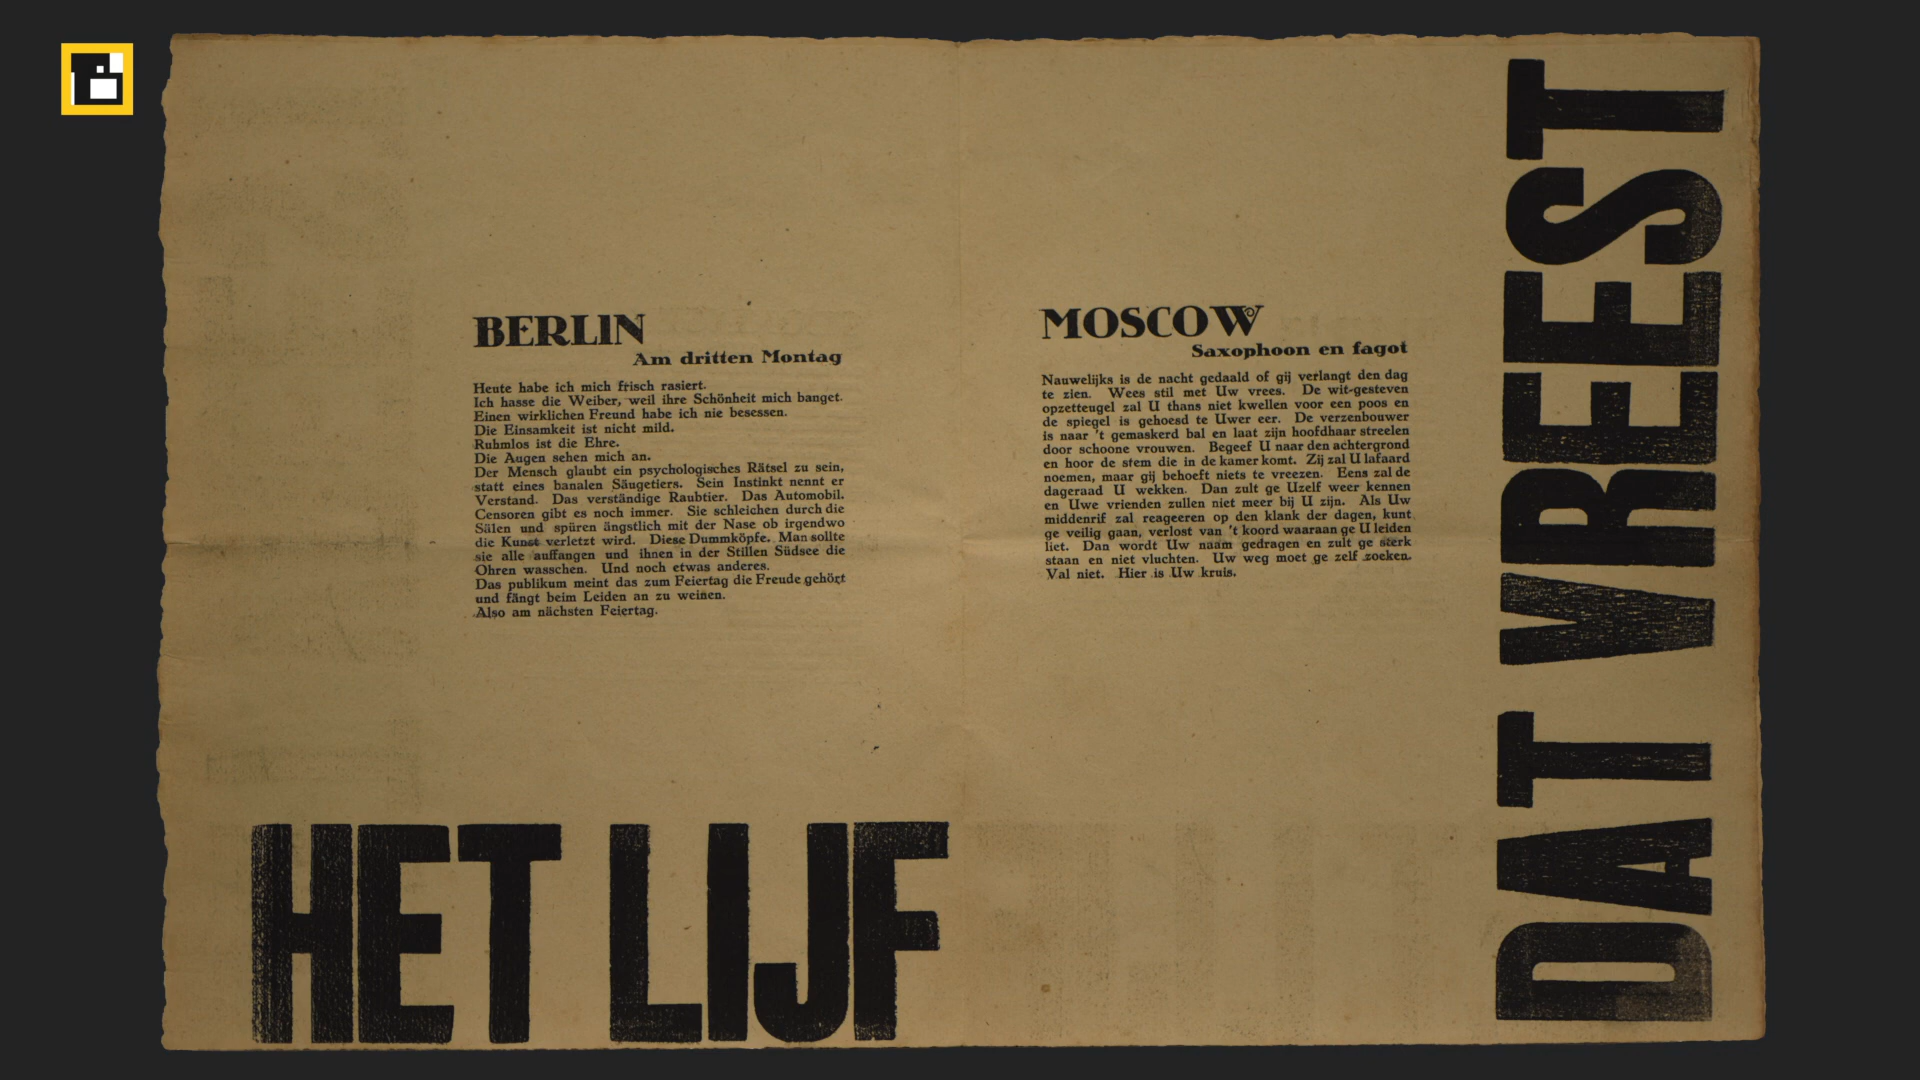 BERLIN
Am dritten Montag
Heute habe ich mich frisch rasiert.
Ich hasse die Weiber, weil ihre Schönheit mich banget.
Einen wirklichen Freund habe ich nie besessen.
Die Einsamkeit ist nicht mild.
Ruhmlos ist die Ehre.
Die Augen sehen mich an.
Der Mensch glaubt ein psychologisches Rätsel zu sein,
statt eines banalen Säugetiers. Sein Instinkt nennt er
Verstand. Das verständige Raubtier. Das Automobil.
Censoren gibt es noch immer. Sie schleichen durch die
Sälen und spüren ängstlich mit der Nase ob irgendwo
die Kunst verletzt wird. Diese Dummköpfe. Man sollte
sie alle auffangen und ihnen in der Stillen Südsee die
Ohren wasschen. Und noch etwas anderes.
Das publikum meint das zum Feiertag die Freude gehört
und fängt beim Leiden an zu weinen.
Also am nächsten Feiertag.
MOSCOW
Saxophoon en fagot
Nauwelijks is de nacht gedaald of gij verlangt den dag
te zien. Wees stil met Uw vrees. De wit-gesteven
opzetteugel zal U thans niet kwellen voor een poos en
de spiegel is gehoesd te Uwer eer. De verzenbouwer
is naar 't gemaskerd bal en laat zijn hoofdhaar streelen
door schoone vrouwen. Begeef U naar den achtergrond
en hoor de stem die in de kamer komt. Zij zal U lafaard
noemen, maar gij behoeft niets te vreezen. Eens zal de
dageraad U wekken. Dan zult ge Uzelf weer kennen
en Uwe vrienden zullen niet meer bij U zijn. Als Uw
middenrif zal reageeren op den klank der dagen, kunt
ge veilig gaan, verlost van 't koord waaraan ge U leiden
liet. Dan wordt Uw naam gedragen en zult ge sterk
staan en niet vluchten. Uw weg moet ge zelf zoeken.
Val niet. Hier is Uw kruis.
HET LIJF
DAT VREEST